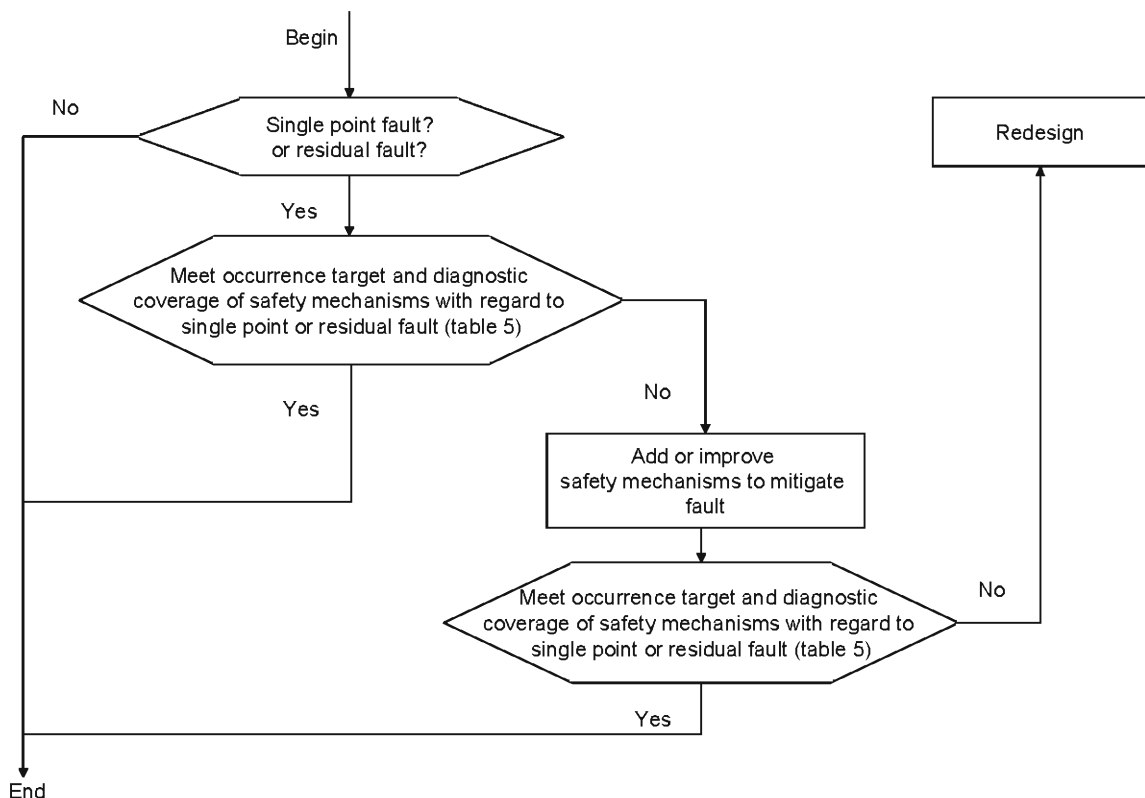 Begin
No
Single point fault?
or residual fault?
Redesign
Yes
Meet occurrence target and diagnostic
coverage of safety mechanisms with regard to
single point or residual fault (table 5)
No
Yes
Add or improve
safety mechanisms to mitigate
fault
Meet occurrence target and diagnostic
coverage of safety mechanisms with regard to
single point or residual fault (table 5)
No
Yes
End